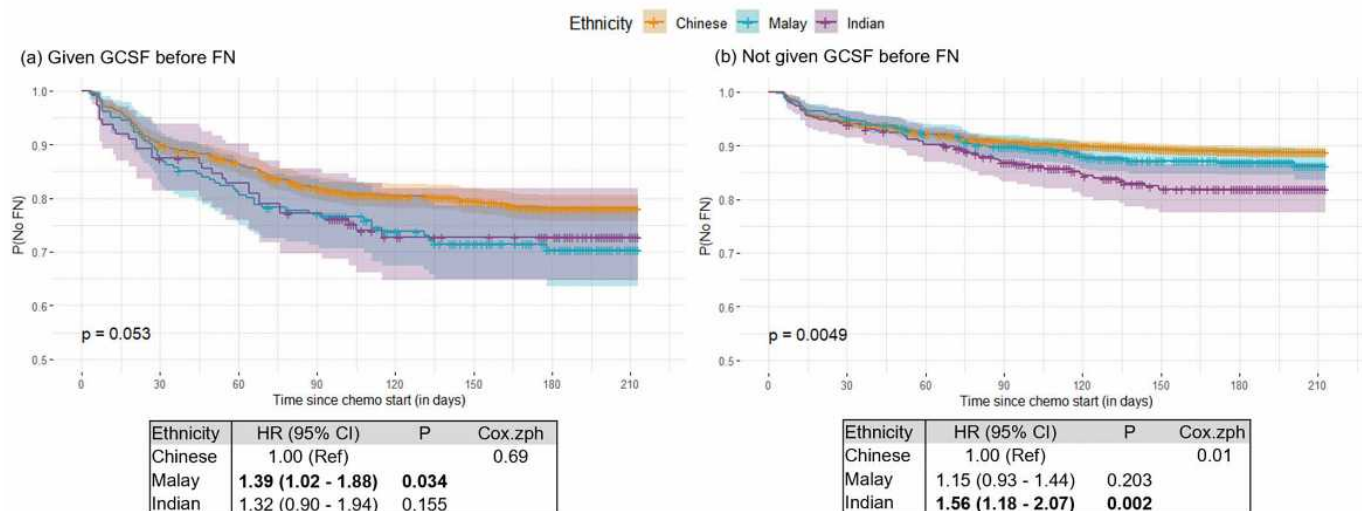 Ethnicity Chinese Malay Indian
(a) Given GCSF before FN
1.0
0.9
0.8
0.7
0.6
0.5
P(No FN)
p = 0.053
0 30 60 90 120 150 180 210
Time since chemo start (in days)
Ethnicity HR (95% CI) P Cox.zph
Chinese 1.00 (Ref) 0.69
Malay 1.39 (1.02 - 1.88) 0.034
Indian 1.32 (0.90 - 1.94) 0.155
(b) Not given GCSF before FN
1.0
0.9
0.8
0.7
0.6
0.5
P(No FN)
p = 0.0049
0 30 60 90 120 150 180 210
Time since chemo start (in days)
Ethnicity HR (95% CI) P Cox.zph
Chinese 1.00 (Ref) 0.01
Malay 1.15 (0.93 - 1.44) 0.203
Indian 1.56 (1.18 - 2.07) 0.002